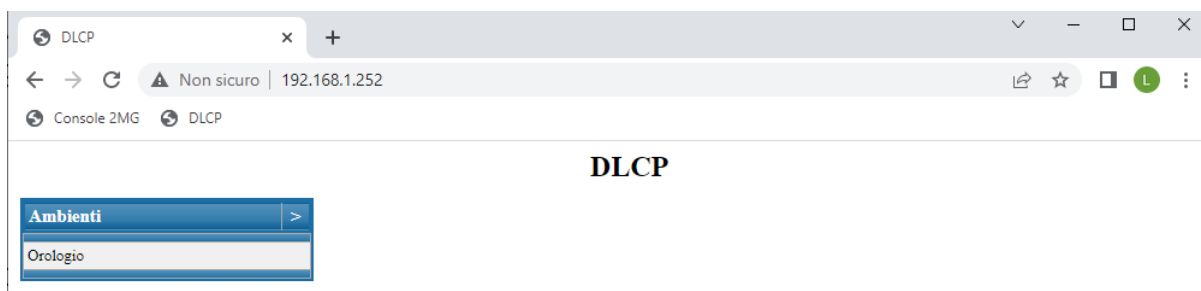 DLCP
Non sicuro | 192.168.1.252
L
Console 2MG DLCP
DLCP
Ambienti >
Orologio